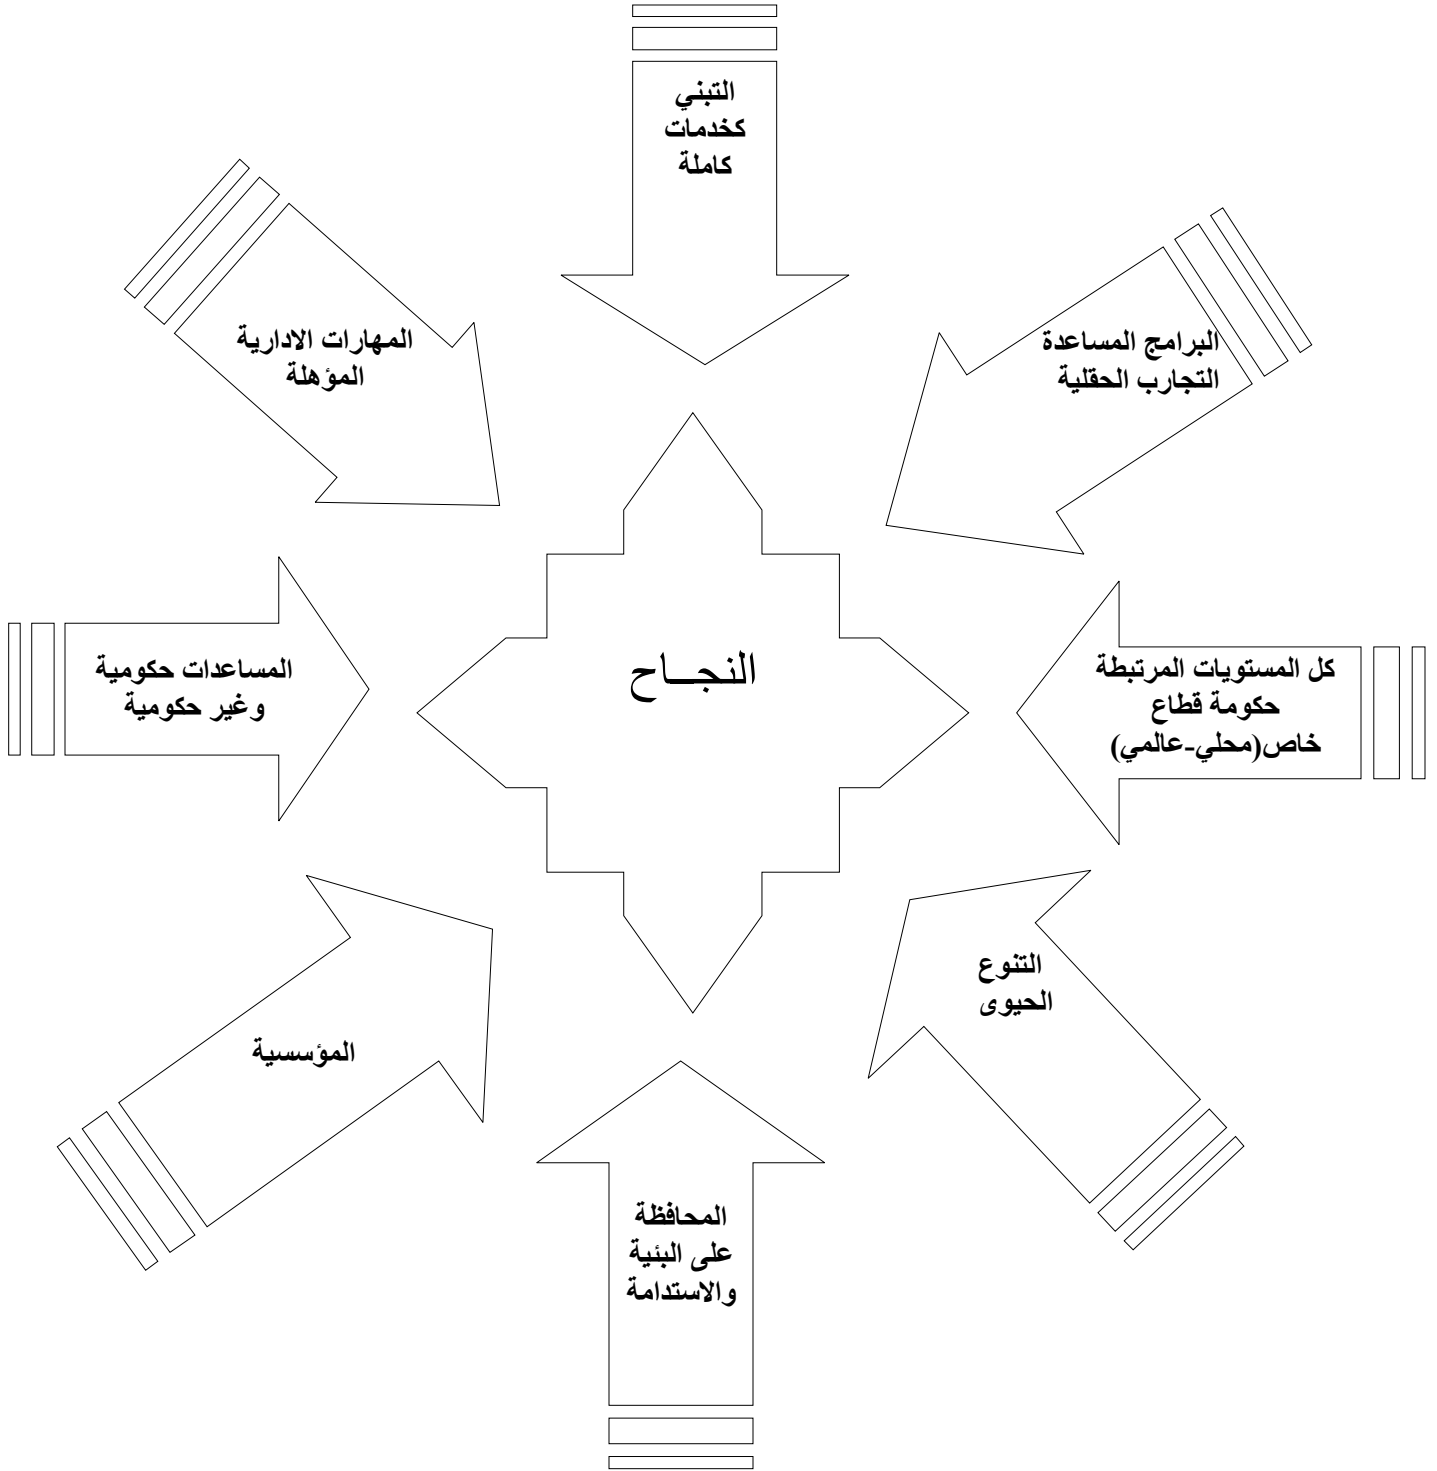 التبني
كخدمات
كاملة
البرامج المساعدة
التجارب الحقلية
المهارات الادارية
المؤهلة
كل المستويات المرتبطة
حكومة قطاع
خاص(محلي-عالمي)
النجـــاح
المساعدات حكومية
وغير حكومية
التنوع
الحيوى
المؤسسية
المحافظة
على البئية
والاستدامة